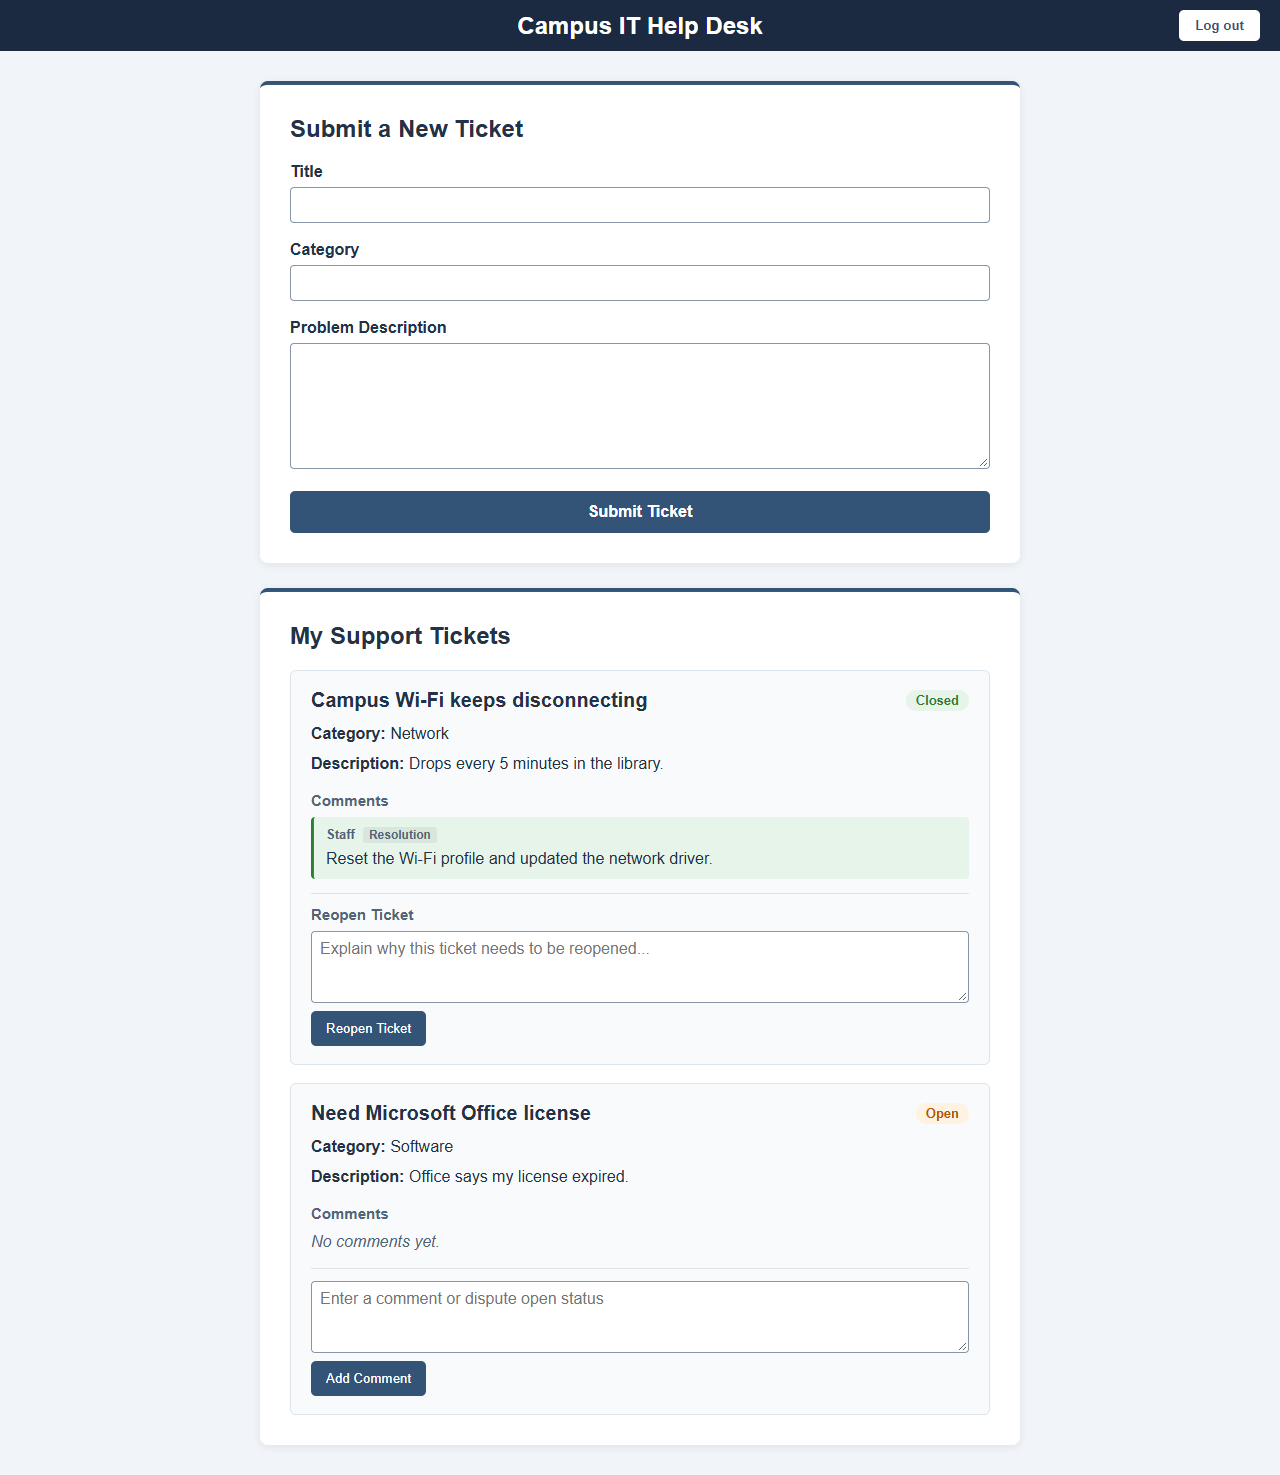 Campus IT Help Desk
Log out
Submit a New Ticket
Title
Category
Problem Description
Submit Ticket
My Support Tickets
Campus Wi-Fi keeps disconnecting
Closed
Category: Network
Description: Drops every 5 minutes in the library.
Comments
Staff Resolution
Reset the Wi-Fi profile and updated the network driver.
Reopen Ticket
Explain why this ticket needs to be reopened...
Reopen Ticket
Need Microsoft Office license
Open
Category: Software
Description: Office says my license expired.
Comments
No comments yet.
Enter a comment or dispute open status
Add Comment